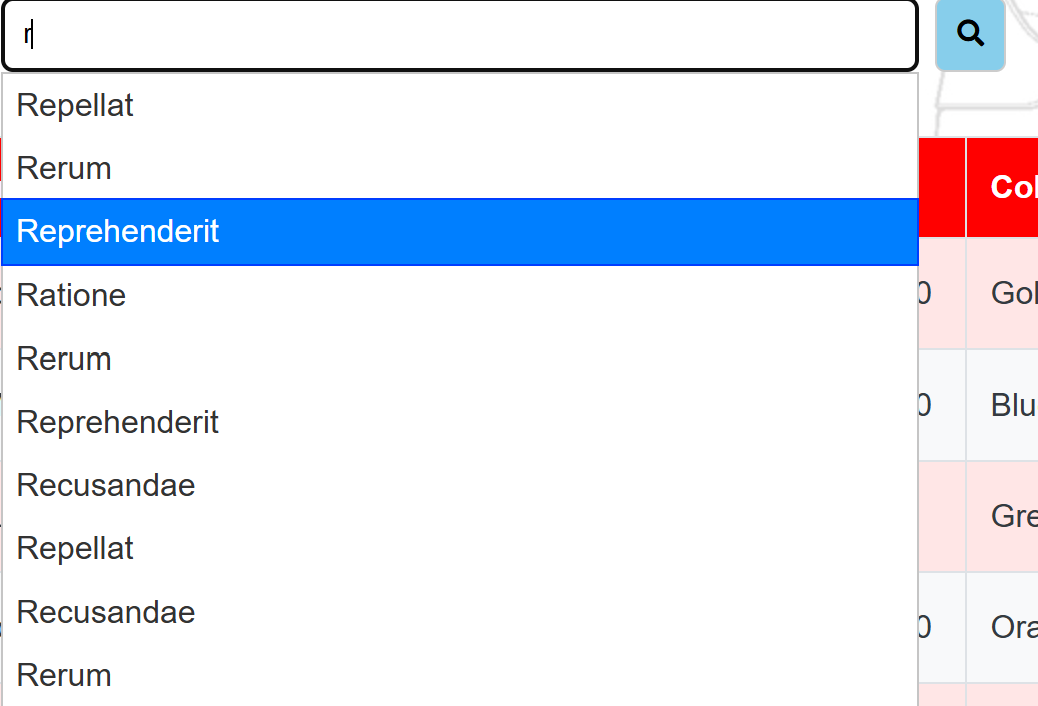 r
Repellat
Rerum
Reprehenderit
Ratione
Rerum
Reprehenderit
Recusandae
Repellat
Recusandae
Rerum